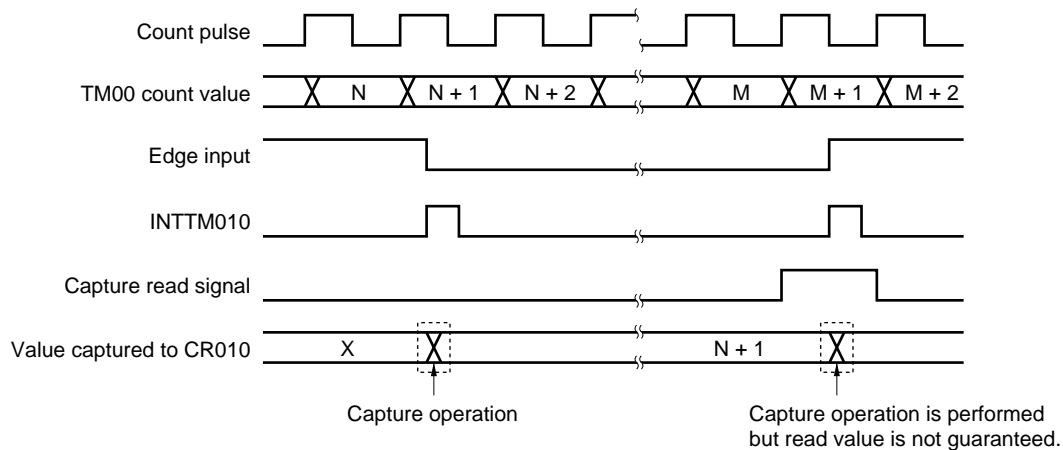 Count pulse
TM00 count value N N + 1 N + 2 M M + 1 M + 2
Edge input
INTTM010
Capture read signal
Value captured to CR010 X N + 1
Capture operation Capture operation is performed
but read value is not guaranteed.